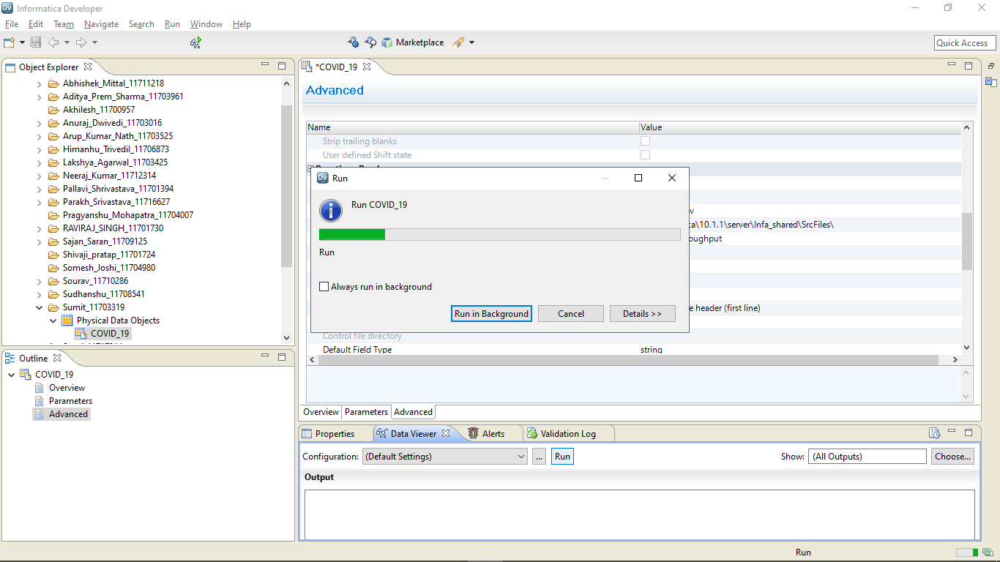 Informatica Developer
File Edit Team Navigate Search Run Window Help
Marketplace
Quick Access
Object Explorer
Abhishek_Mittal_11711218
Aditya_Prem_Sharma_11703961
Akhilesh_11700957
Anuraj_Dwivedi_11703016
Arup_Kumar_Nath_11703525
Himanhu_Trivedil_11706873
Lakshya_Agarwal_11703425
Neeraj_Kumar_11712314
Pallavi_Shrivastava_11701394
Parakh_Srivastava_11716627
Pragyanshu_Mohapatra_11704007
RAVIRAJ_SINGH_11701730
Sajan_Saran_11709125
Shivaji_pratap_11701724
Somesh_Joshi_11704980
Sourav_11710286
Sudhanshu_11708541
Sumit_11703319
Physical Data Objects
COVID_19
Outline
COVID_19
Overview
Parameters
Advanced
*COVID_19
Advanced
Name Value
Strip trailing blanks
User defined Shift state
Run
Run COVID_19
Run
Always run in background
Run in Background Cancel Details >>
v
ta\10.1.1\server\Infa_shared\SrcFiles\
oughput
e header (first line)
Control file directory
Default Field Type string
Overview Parameters Advanced
Properties Data Viewer Alerts Validation Log
Configuration: (Default Settings) ... Run Show: (All Outputs) Choose...
Output
Run